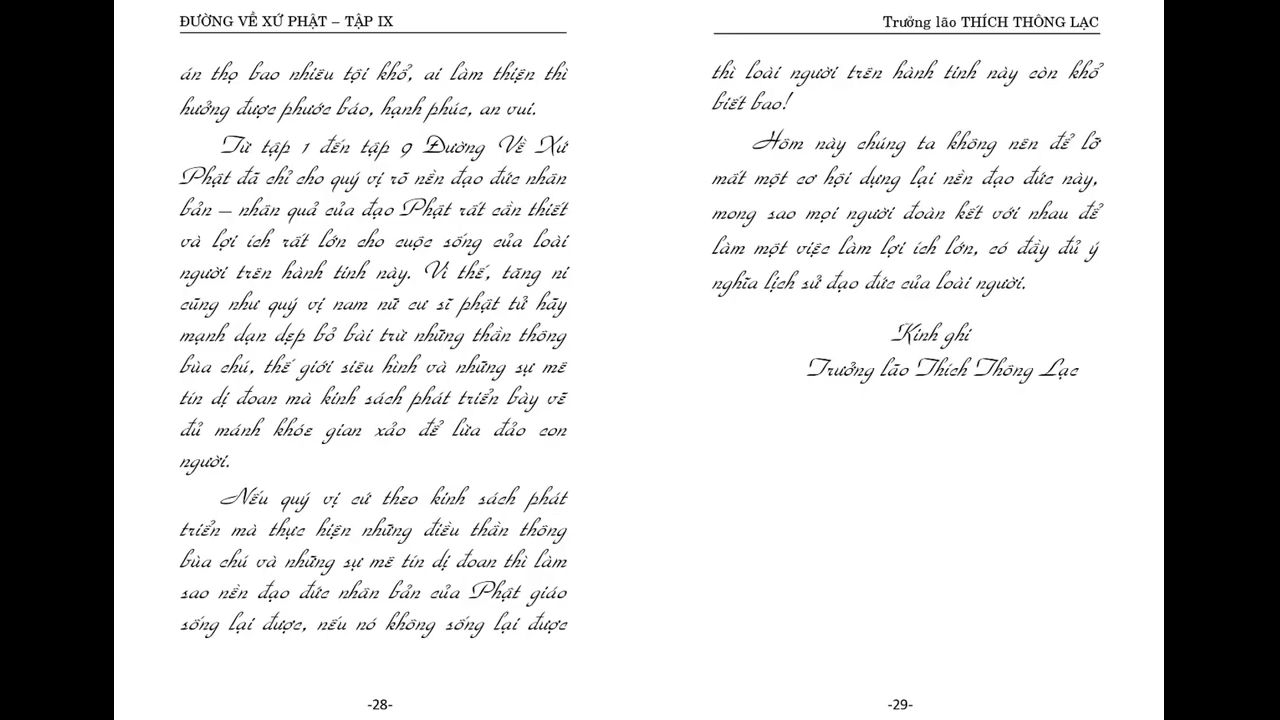 ĐƯỜNG VỀ XỨ PHẬT – TẬP IX
án thọ bao nhiêu tội khổ, ai làm thiện thì
hưởng được phước báo, hạnh phúc, an vui.
Từ tập 1 đến tập 9 Đường Về Xứ
Phật đã chỉ cho quý vị rõ nền đạo đức nhân
bản – nhân quả của đạo Phật rất cần thiết
và lợi ích rất lớn cho cuộc sống của loài
người trên hành tinh này. Vì thế, tăng ni
cũng như quý vị nam nữ cư sĩ phật tử hãy
mạnh dạn dẹp bỏ bài trừ những thần thông
bùa chú, thế giới siêu hình và những sự mê
tín dị đoan mà kinh sách phát triển bày vẽ
đủ mánh khóe gian xảo để lừa đảo con
người.
Nếu quý vị cứ theo kinh sách phát
triển mà thực hiện những điều thần thông
bùa chú và những sự mê tín dị đoan thì làm
sao nền đạo đức nhân bản của Phật giáo
sống lại được, nếu nó không sống lại được
-28-
Trưởng lão THÍCH THÔNG LẠC
thì loài người trên hành tinh này còn khổ
biết bao!
Hôm này chúng ta không nên để lỡ
mất một cơ hội dựng lại nền đạo đức này,
mong sao mọi người đoàn kết với nhau để
làm một việc làm lợi ích lớn, có đầy đủ ý
nghĩa lịch sử đạo đức của loài người.
Kính ghi
Trưởng lão Thích Thông Lạc
-29-